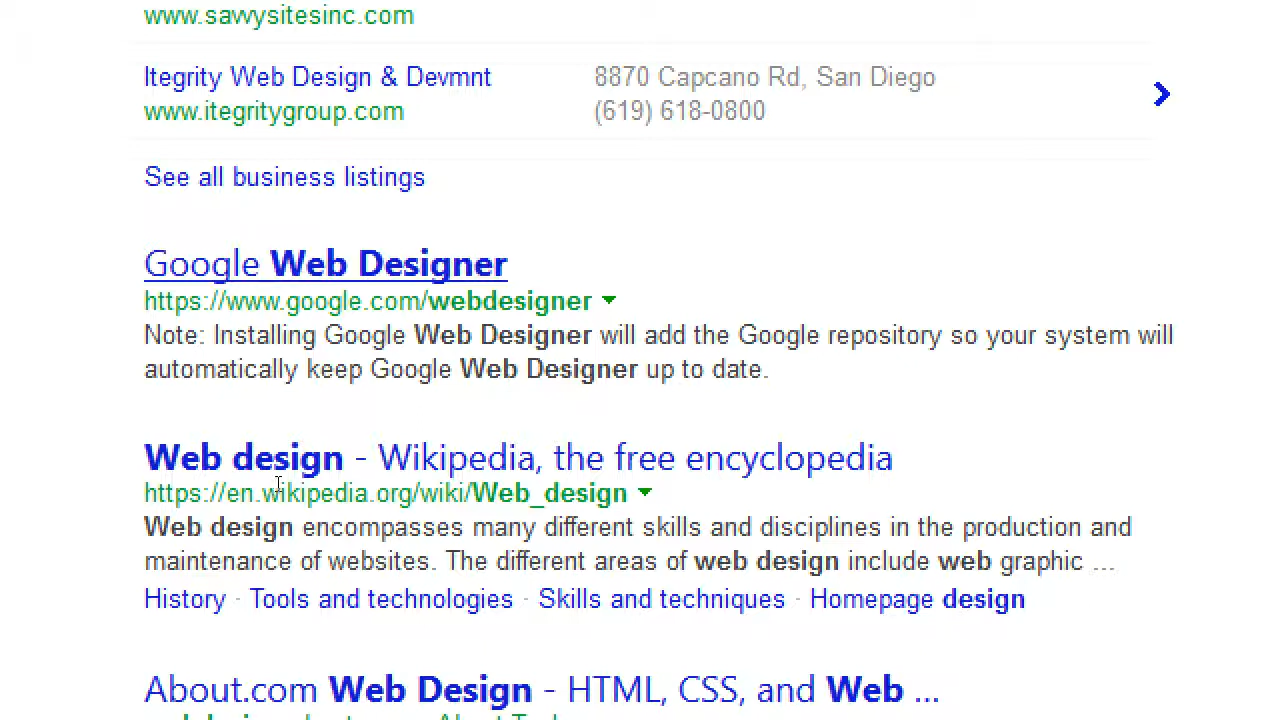 www.savvysitesinc.com
Itegrity Web Design & Devmnt
8870 Capcano Rd, San Diego
www.itegritygroup.com
(619) 618-0800
See all business listings
Google Web Designer
https://www.google.com/webdesigner
Note: Installing Google Web Designer will add the Google repository so your system will
automatically keep Google Web Designer up to date.
Web design - Wikipedia, the free encyclopedia
https://en.wikipedia.org/wiki/Web_design
Web design encompasses many different skills and disciplines in the production and
maintenance of websites. The different areas of web design include web graphic ...
History · Tools and technologies · Skills and techniques · Homepage design
About.com Web Design - HTML, CSS, and Web ...